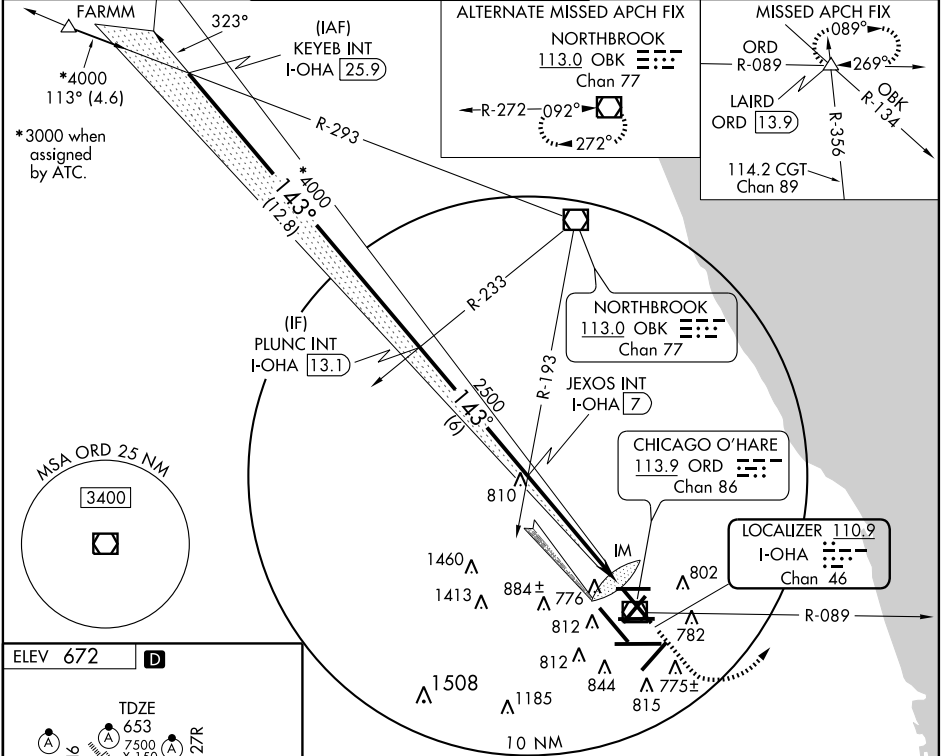 FARMM
323°
(IAF)
KEYEB INT
I-OHA 25.9
*4000
113° (4.6)
*3000 when
assigned
by ATC.
R-293
*4000
143°
(12.8)
ALTERNATE MISSED APCH FIX
NORTHBROOK
113.0 OBK
Chan 77
R-272
092°
272°
MISSED APCH FIX
089°
ORD
R-089
269°
LAIRD
ORD 13.9
OBK
R-134
R-356
114.2 CGT
Chan 89
R-233
(IF)
PLUNC INT
I-OHA 13.1
NORTHBROOK
113.0 OBK
Chan 77
R-193
2500
143°
(6)
JEXOS INT
I-OHA 7
MSA ORD 25 NM
3400
810
CHICAGO O'HARE
113.9 ORD
Chan 86
LOCALIZER 110.9
I-OHA
Chan 46
IM
1460
1413
884±
776
802
812
782
R-089
812
844
775±
815
1508
1185
10 NM
ELEV 672
D
TDZE
653
A
A
A
7500
X 150
27R